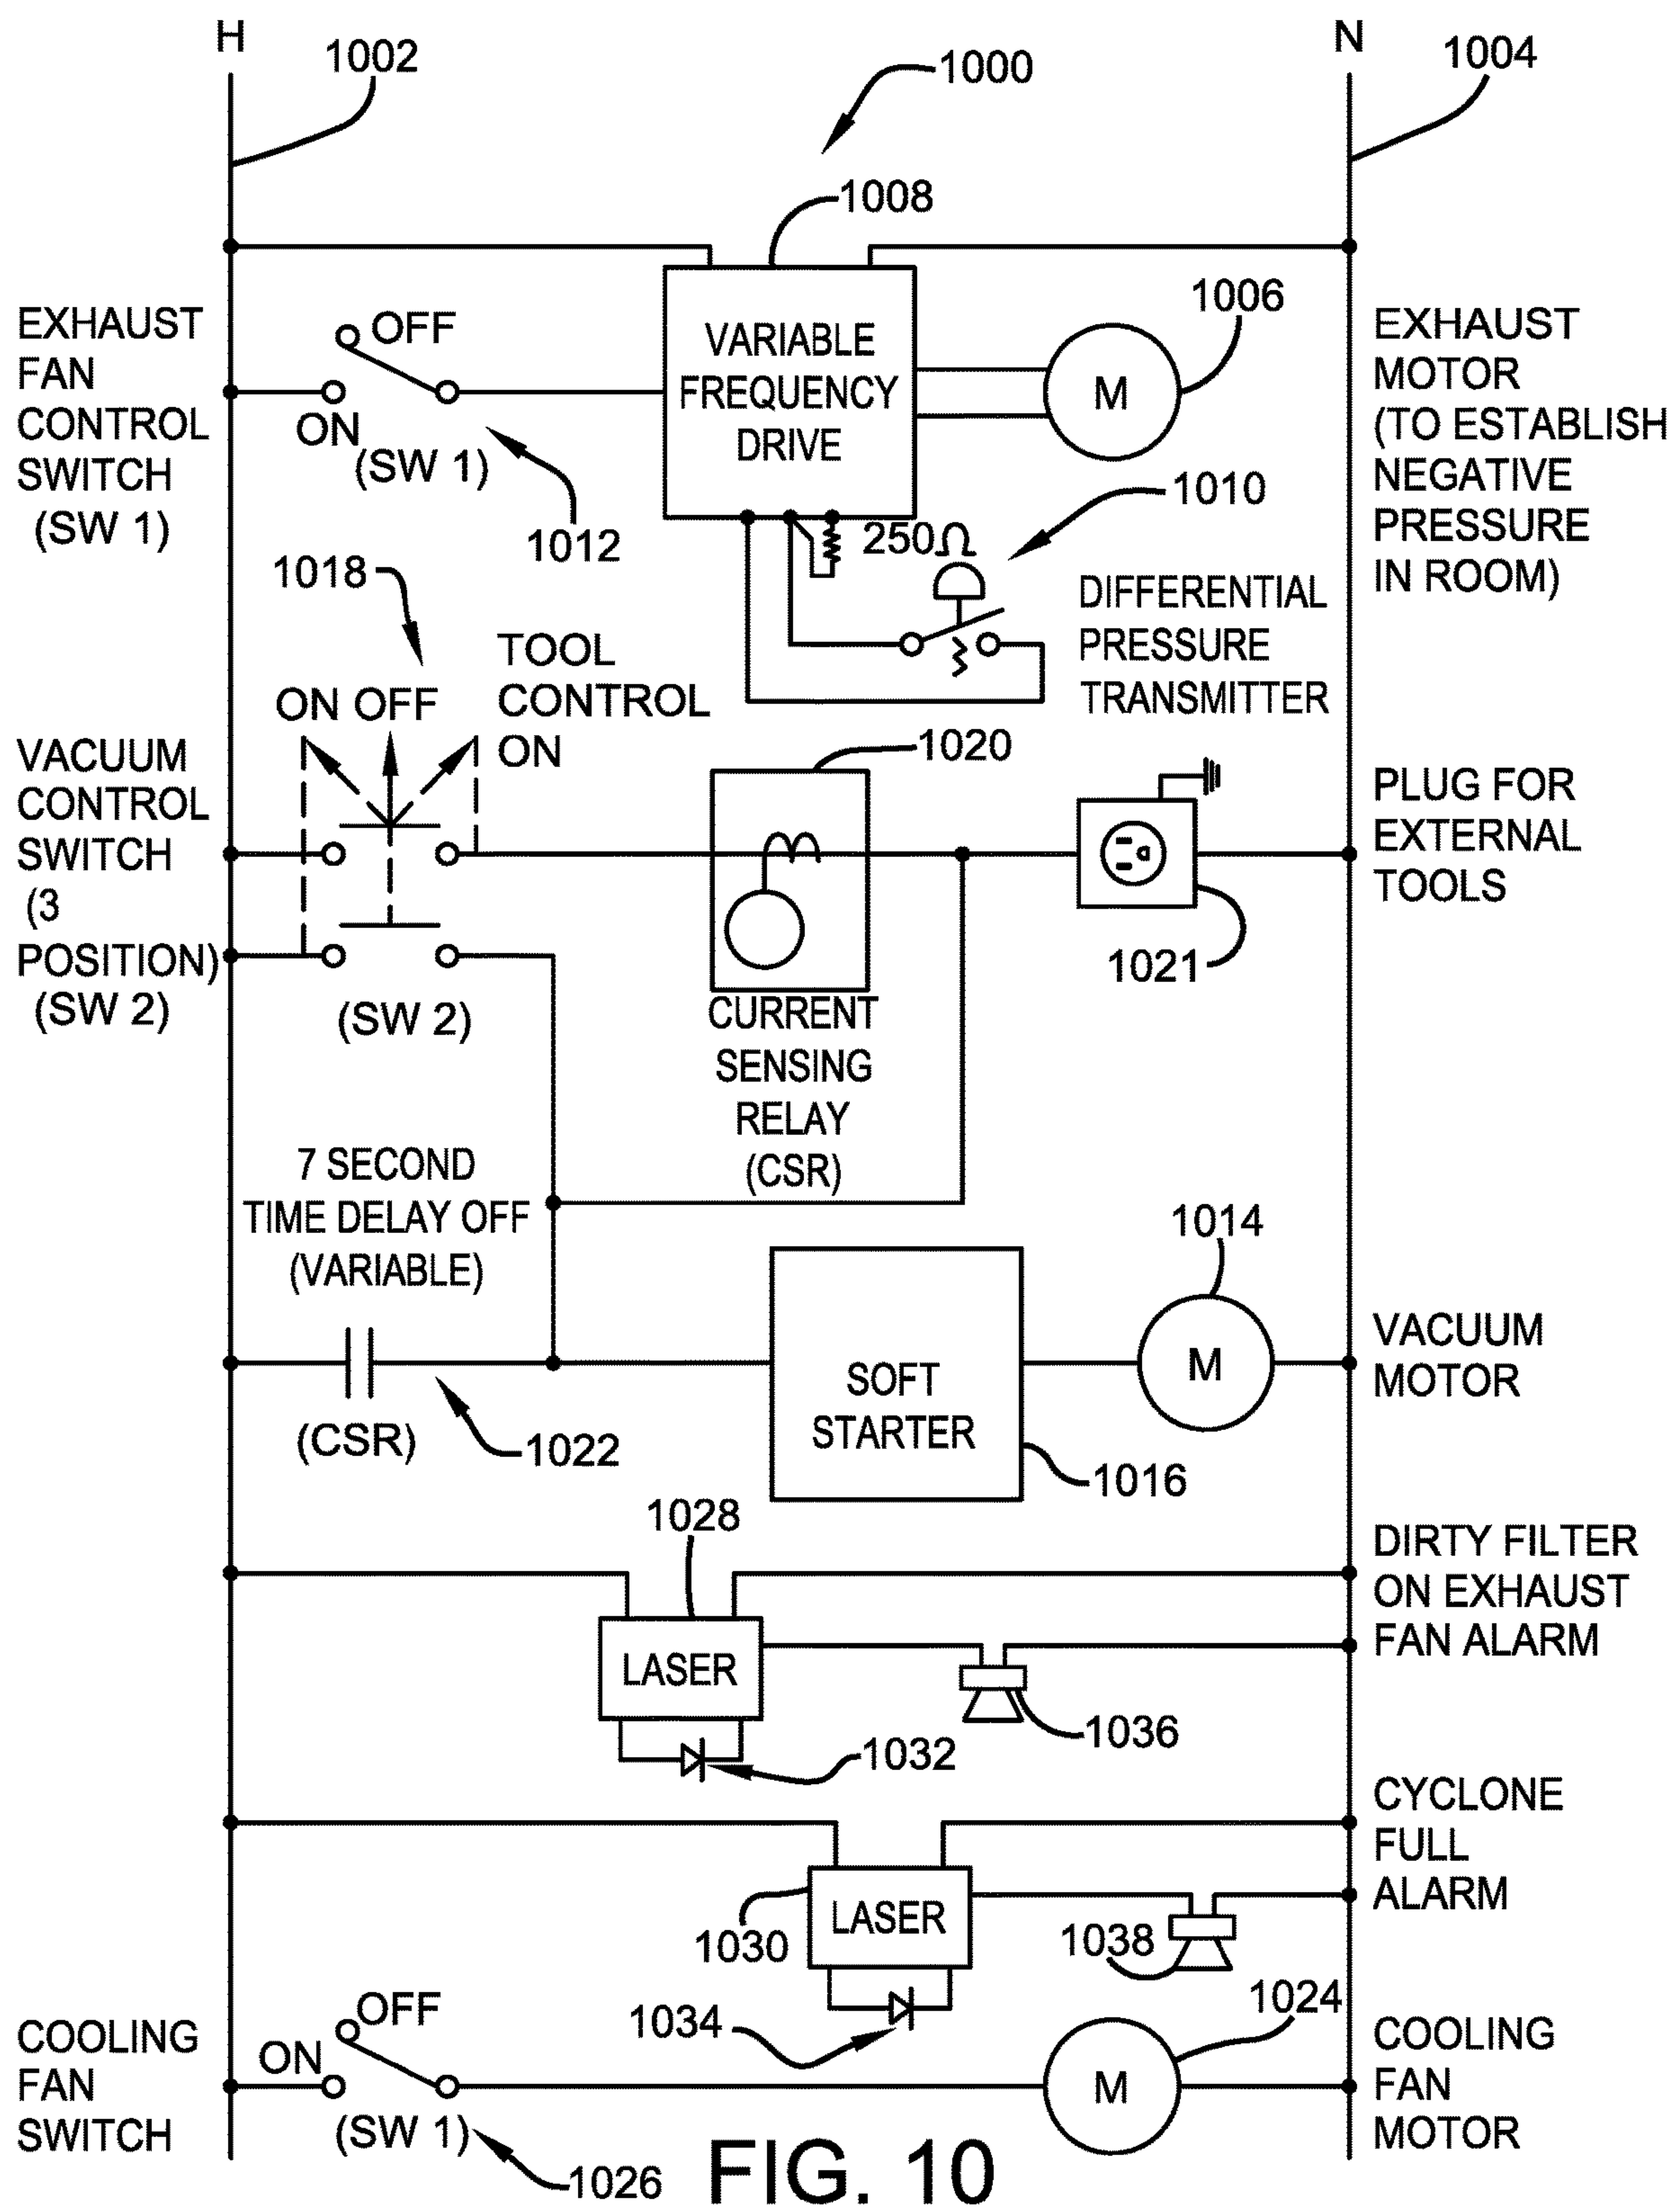 H
N
1002
1000
1004
1008
EXHAUST
FAN
CONTROL
SWITCH
(SW 1)
OFF
ON
(SW 1)
1012
VARIABLE
FREQUENCY
DRIVE
M
1006
EXHAUST
MOTOR
(TO ESTABLISH
NEGATIVE
PRESSURE
IN ROOM)
250Ω
1010
DIFFERENTIAL
PRESSURE
TRANSMITTER
1018
ON OFF
TOOL
CONTROL
ON
VACUUM
CONTROL
SWITCH
(3
POSITION)
(SW 2)
(SW 2)
1020
CURRENT
SENSING
RELAY
(CSR)
1021
PLUG FOR
EXTERNAL
TOOLS
7 SECOND
TIME DELAY OFF
(VARIABLE)
(CSR)
1022
SOFT
STARTER
1016
1014
M
VACUUM
MOTOR
1028
LASER
1032
1036
DIRTY FILTER
ON EXHAUST
FAN ALARM
1030
LASER
1034
1038
CYCLONE
FULL
ALARM
COOLING
FAN
SWITCH
OFF
ON
(SW 1)
1026
M
1024
COOLING
FAN
MOTOR
FIG. 10